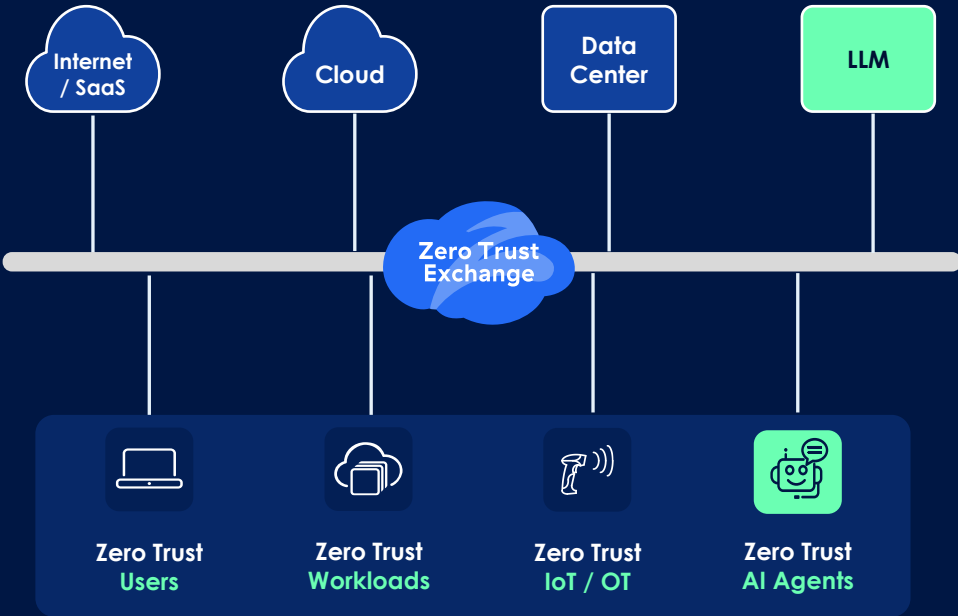 Internet
/ SaaS
Cloud
Data
Center
LLM
Zero Trust
Exchange
Zero Trust
Users
Zero Trust
Workloads
Zero Trust
IoT / OT
Zero Trust
AI Agents